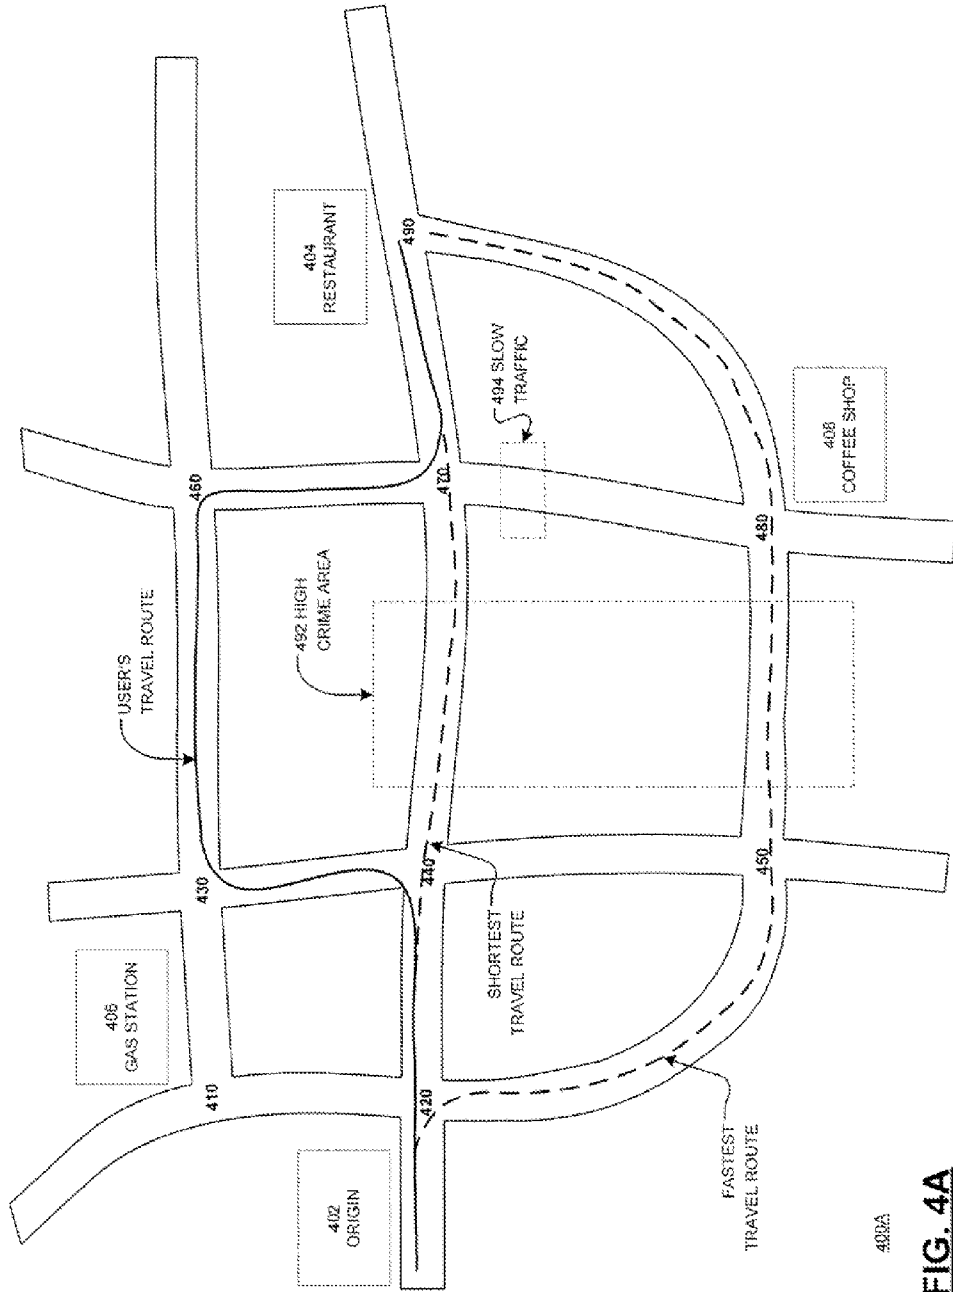 402
ORIGIN
406
GAS STATION
404
RESTAURANT
408
COFFEE SHOP
USER'S
TRAVEL ROUTE
492 HIGH
CRIME AREA
494 SLOW
TRAFFIC
SHORTEST
TRAVEL ROUTE
FASTEST
TRAVEL ROUTE
410
420
430
440
450
460
470
480
490
400A
FIG. 4A